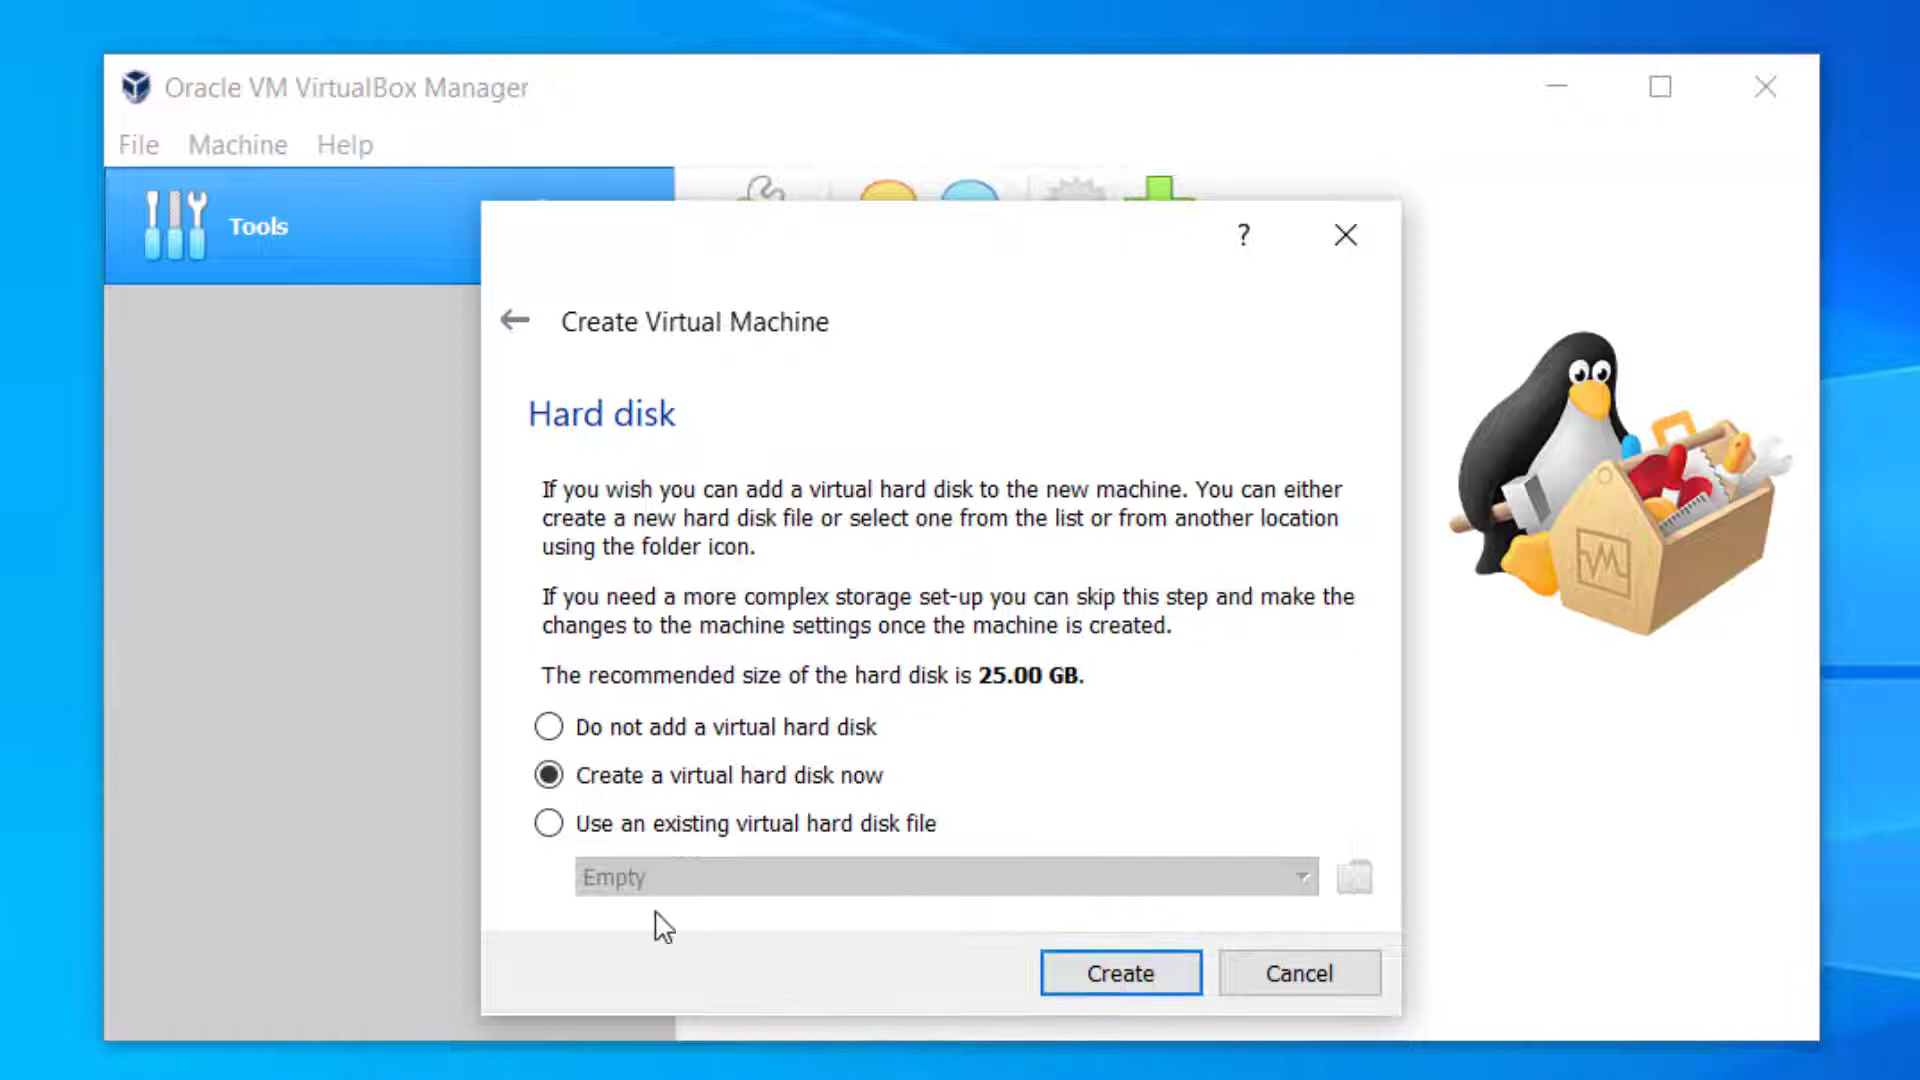 Oracle VM VirtualBox Manager
File Machine Help
Tools
?
Create Virtual Machine
Hard disk
If you wish you can add a virtual hard disk to the new machine. You can either
create a new hard disk file or select one from the list or from another location
using the folder icon.
If you need a more complex storage set-up you can skip this step and make the
changes to the machine settings once the machine is created.
The recommended size of the hard disk is 25.00 GB.
Do not add a virtual hard disk
Create a virtual hard disk now
Use an existing virtual hard disk file
Empty
Create Cancel